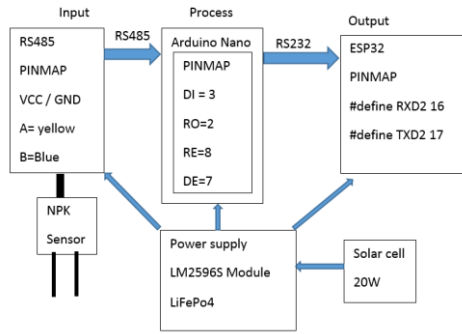 Input
RS485
PINMAP
VCC / GND
A= yellow
B=Blue
NPK
Sensor
RS485
Process
Arduino Nano
PINMAP
DI = 3
RO=2
RE=8
DE=7
RS232
Output
ESP32
PINMAP
#define RXD2 16
#define TXD2 17
Power supply
LM2596S Module
LiFePo4
Solar cell
20W